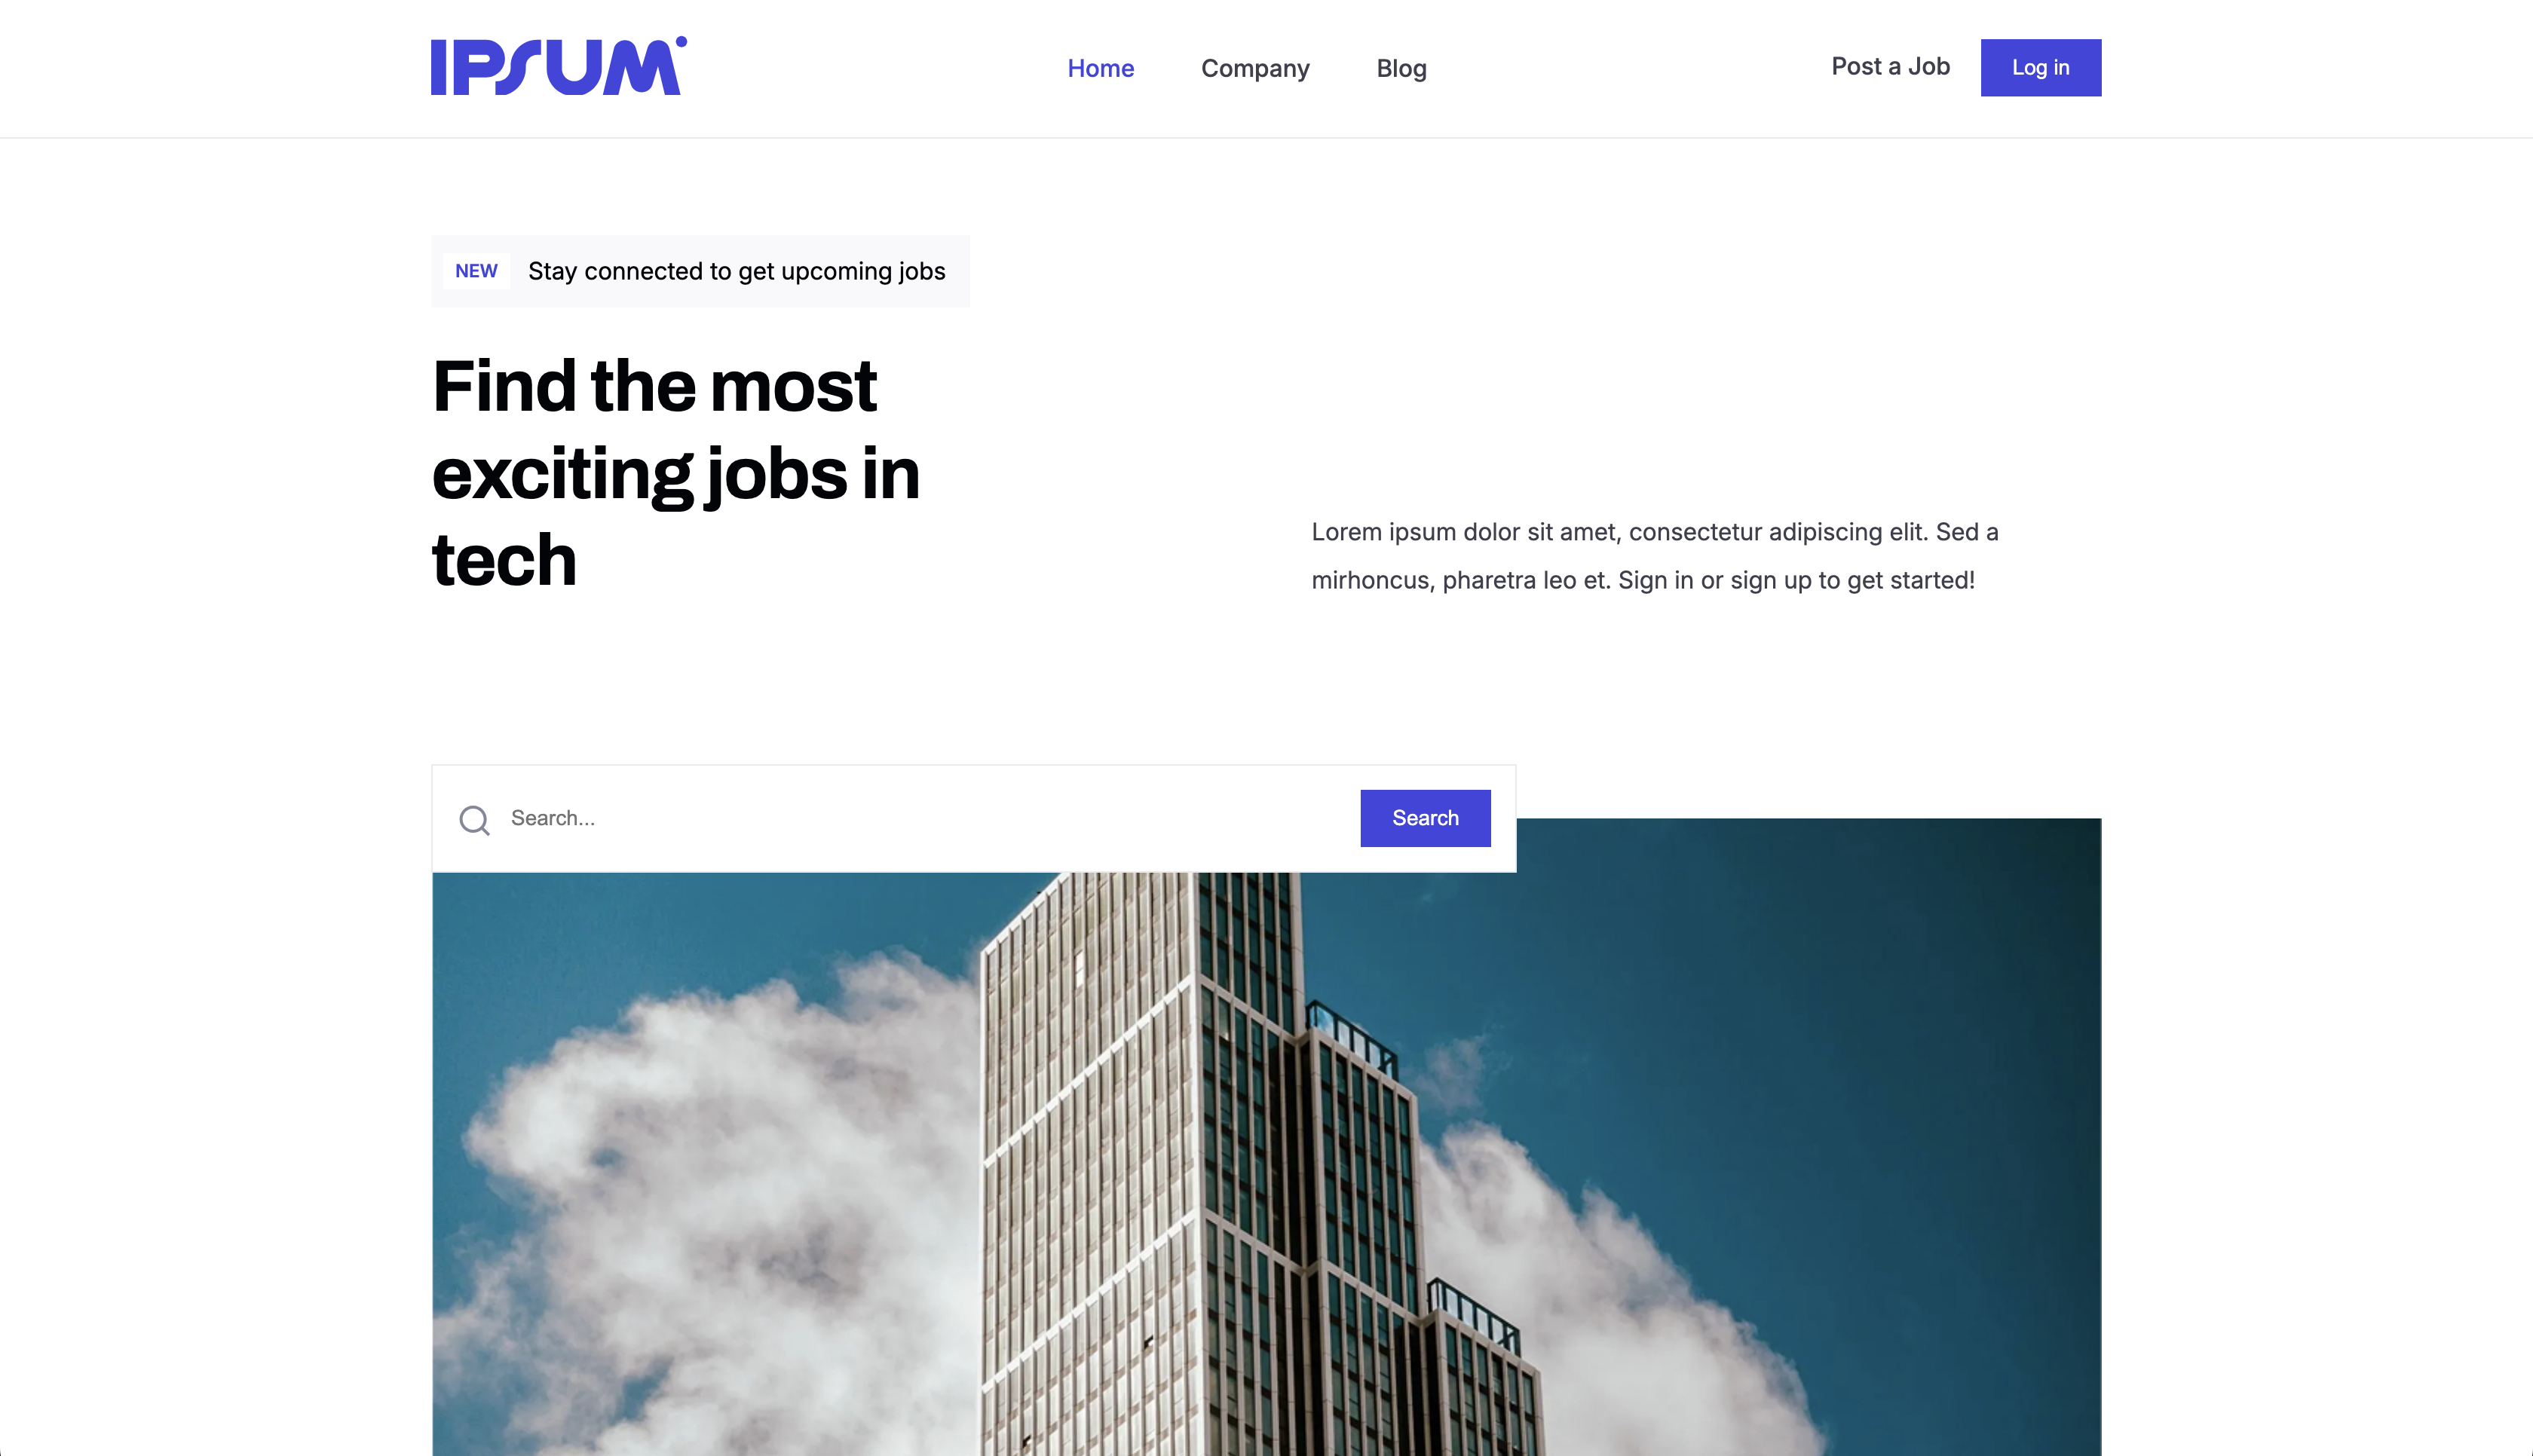 IPSUM
Home
Company
Blog
Post a Job
Log in
NEW
Stay connected to get upcoming jobs
Find the most
exciting jobs in
tech
Lorem ipsum dolor sit amet, consectetur adipiscing elit. Sed a
mirhoncus, pharetra leo et. Sign in or sign up to get started!
Search...
Search